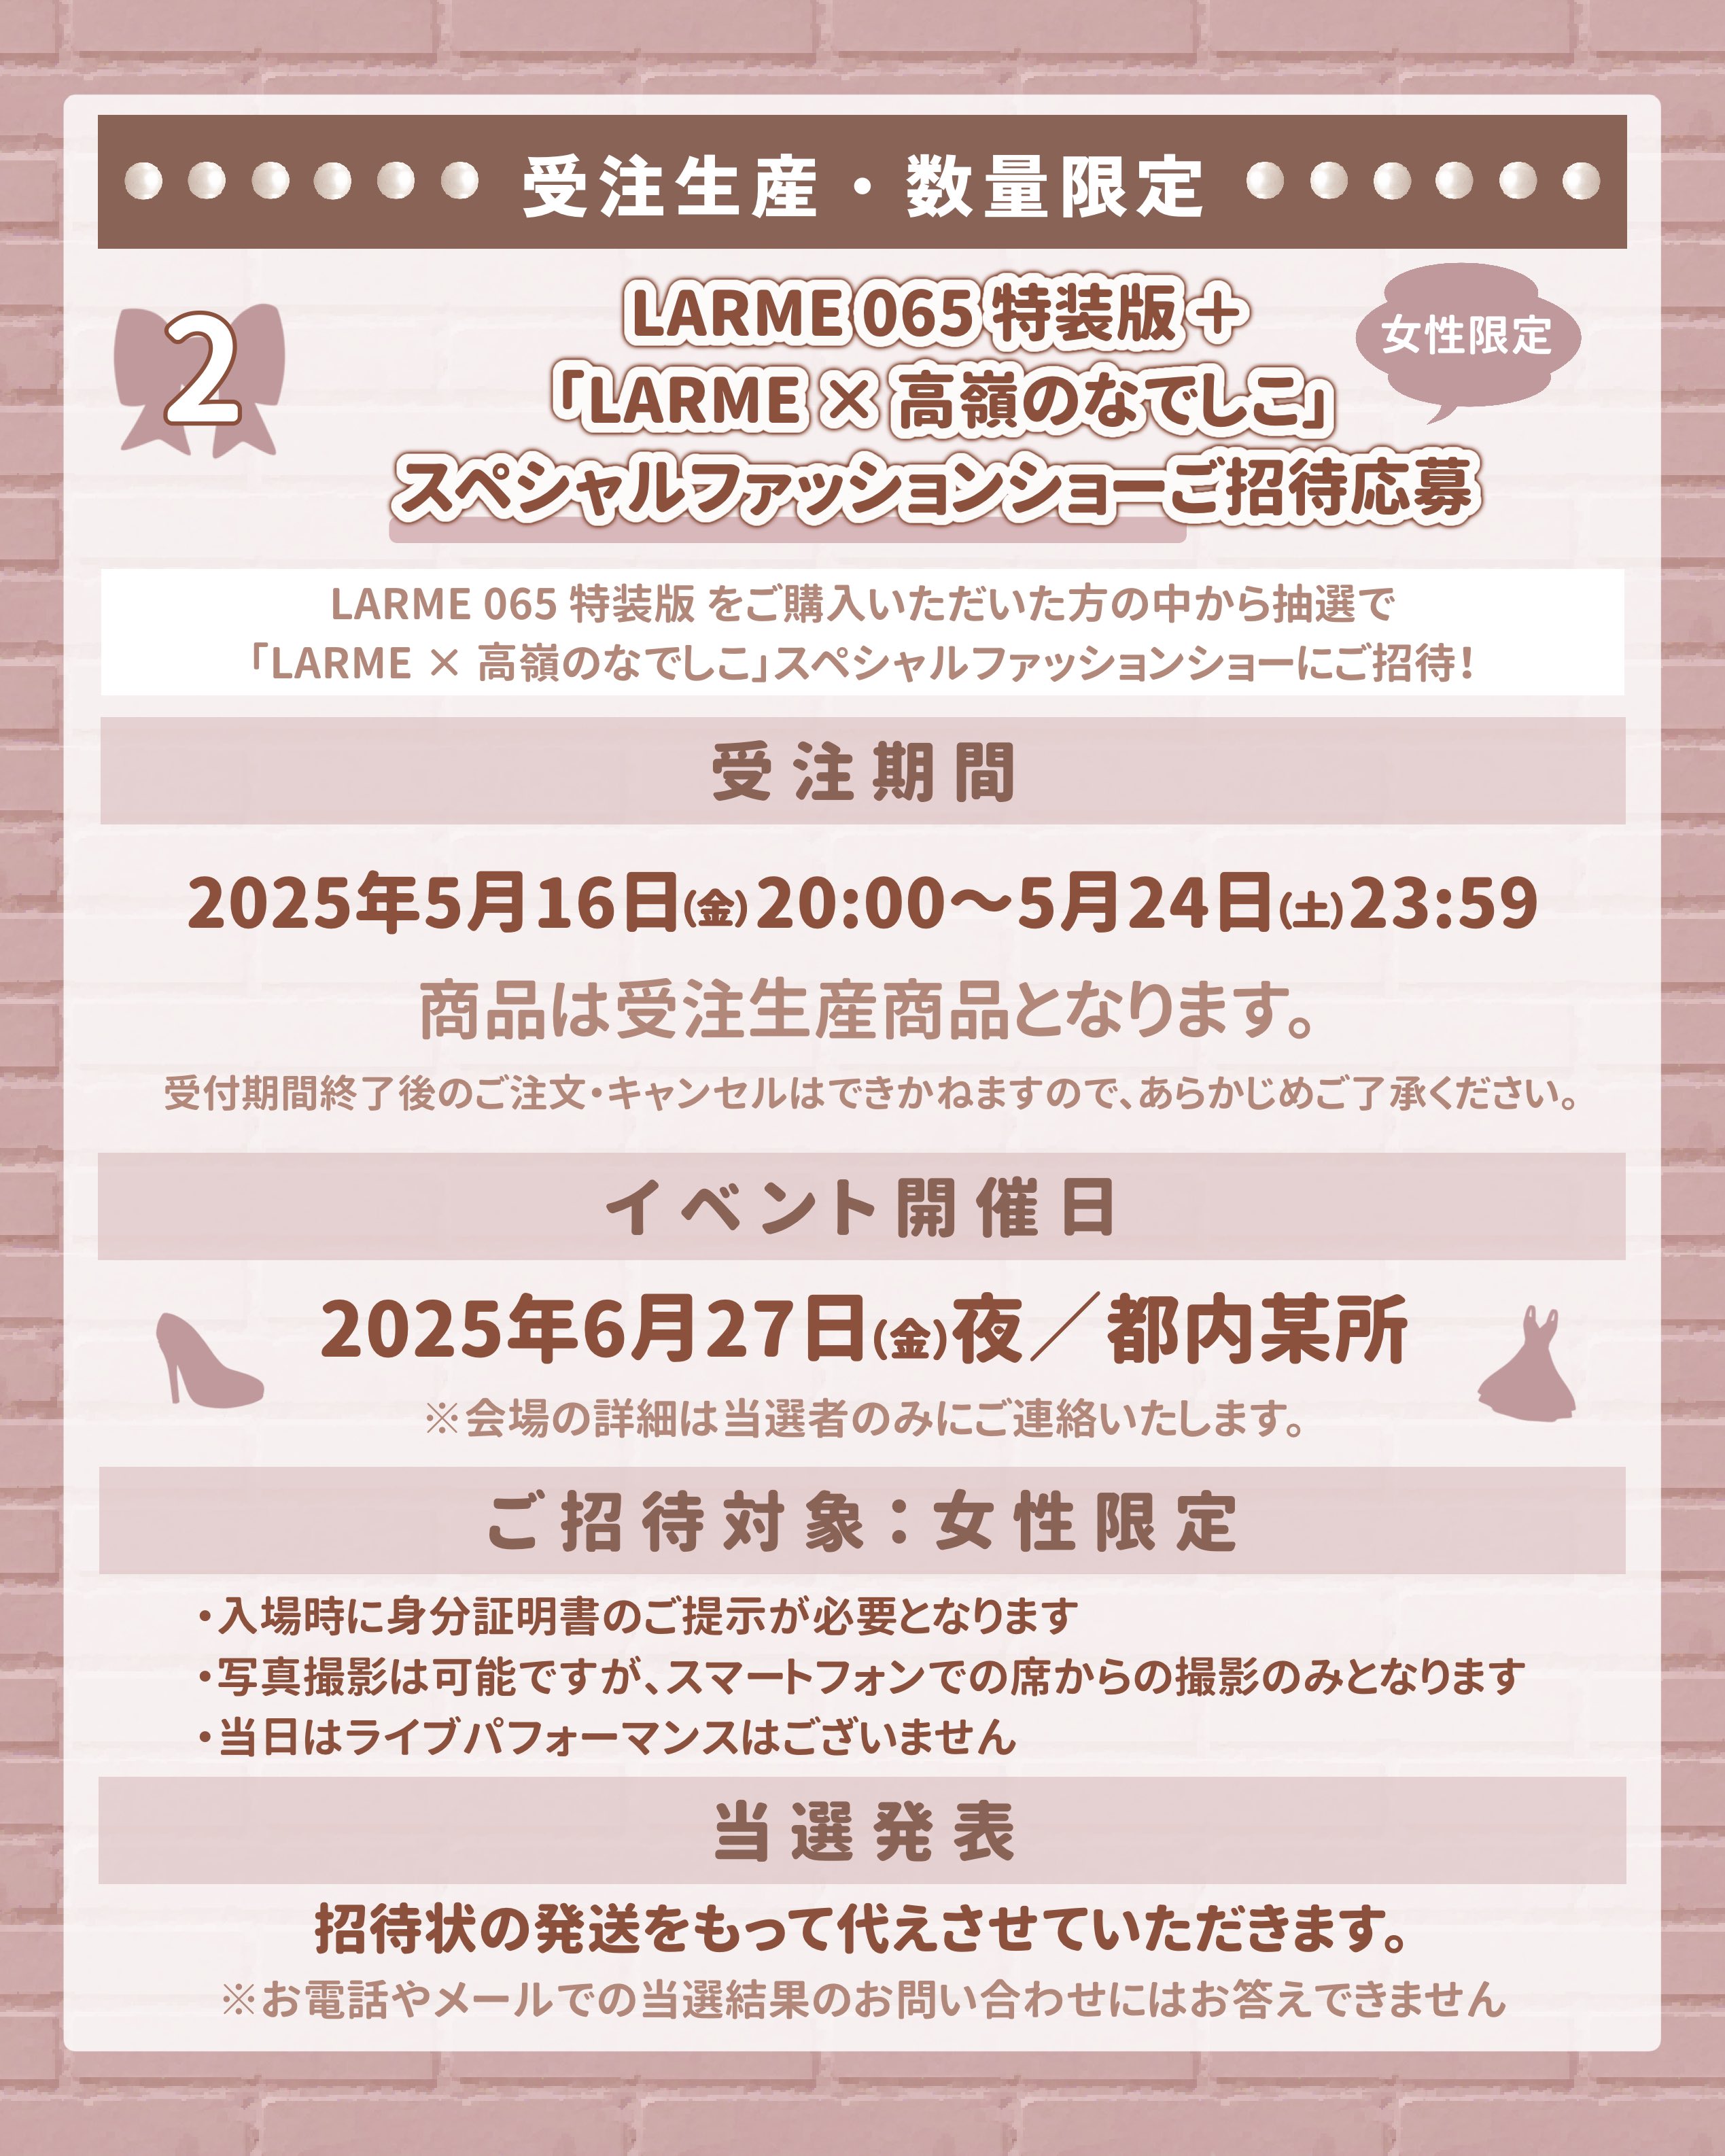 受注生産・数量限定
2
LARME 065 特装版＋
「LARME × 高嶺のなでしこ」
スペシャルファッションショーご招待応募
女性限定
LARME 065 特装版 をご購入いただいた方の中から抽選で
「LARME × 高嶺のなでしこ」スペシャルファッションショーにご招待！
受注期間
2025年5月16日(金)20:00～5月24日(土)23:59
商品は受注生産商品となります。
受付期間終了後のご注文・キャンセルはできかねますので、あらかじめご了承ください。
イベント開催日
2025年6月27日(金)夜／都内某所
※会場の詳細は当選者のみにご連絡いたします。
ご招待対象：女性限定
・入場時に身分証明書のご提示が必要となります
・写真撮影は可能ですが、スマートフォンでの席からの撮影のみとなります
・当日はライブパフォーマンスはございません
当選発表
招待状の発送をもって代えさせていただきます。
※お電話やメールでの当選結果のお問い合わせにはお答えできません